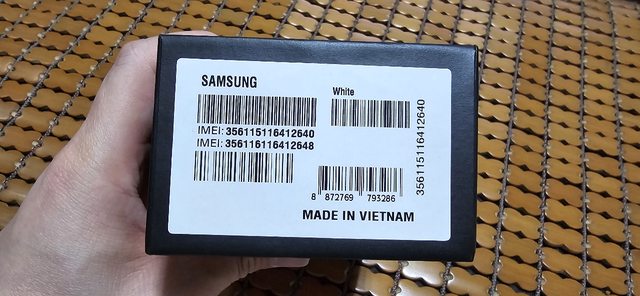 SAMSUNG
White
IMEI: 356115116412640
IMEI: 356116116412648
356115116412640
8 872769 793286
MADE IN VIETNAM